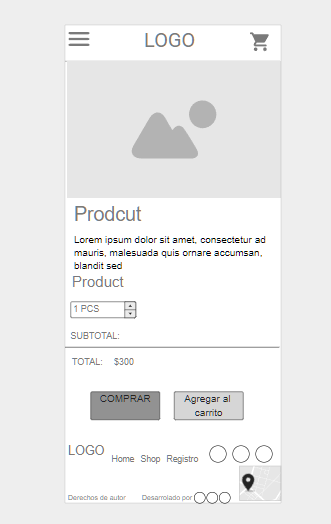 LOGO
Prodcut
Lorem ipsum dolor sit amet, consectetur ad
mauris, malesuada quis ornare accumsan,
blandit sed
Product
1 PCS
SUBTOTAL:
TOTAL: $300
COMPRAR
Agregar al
carrito
LOGO
Home Shop Registro
Derechos de autor Desarrolado por